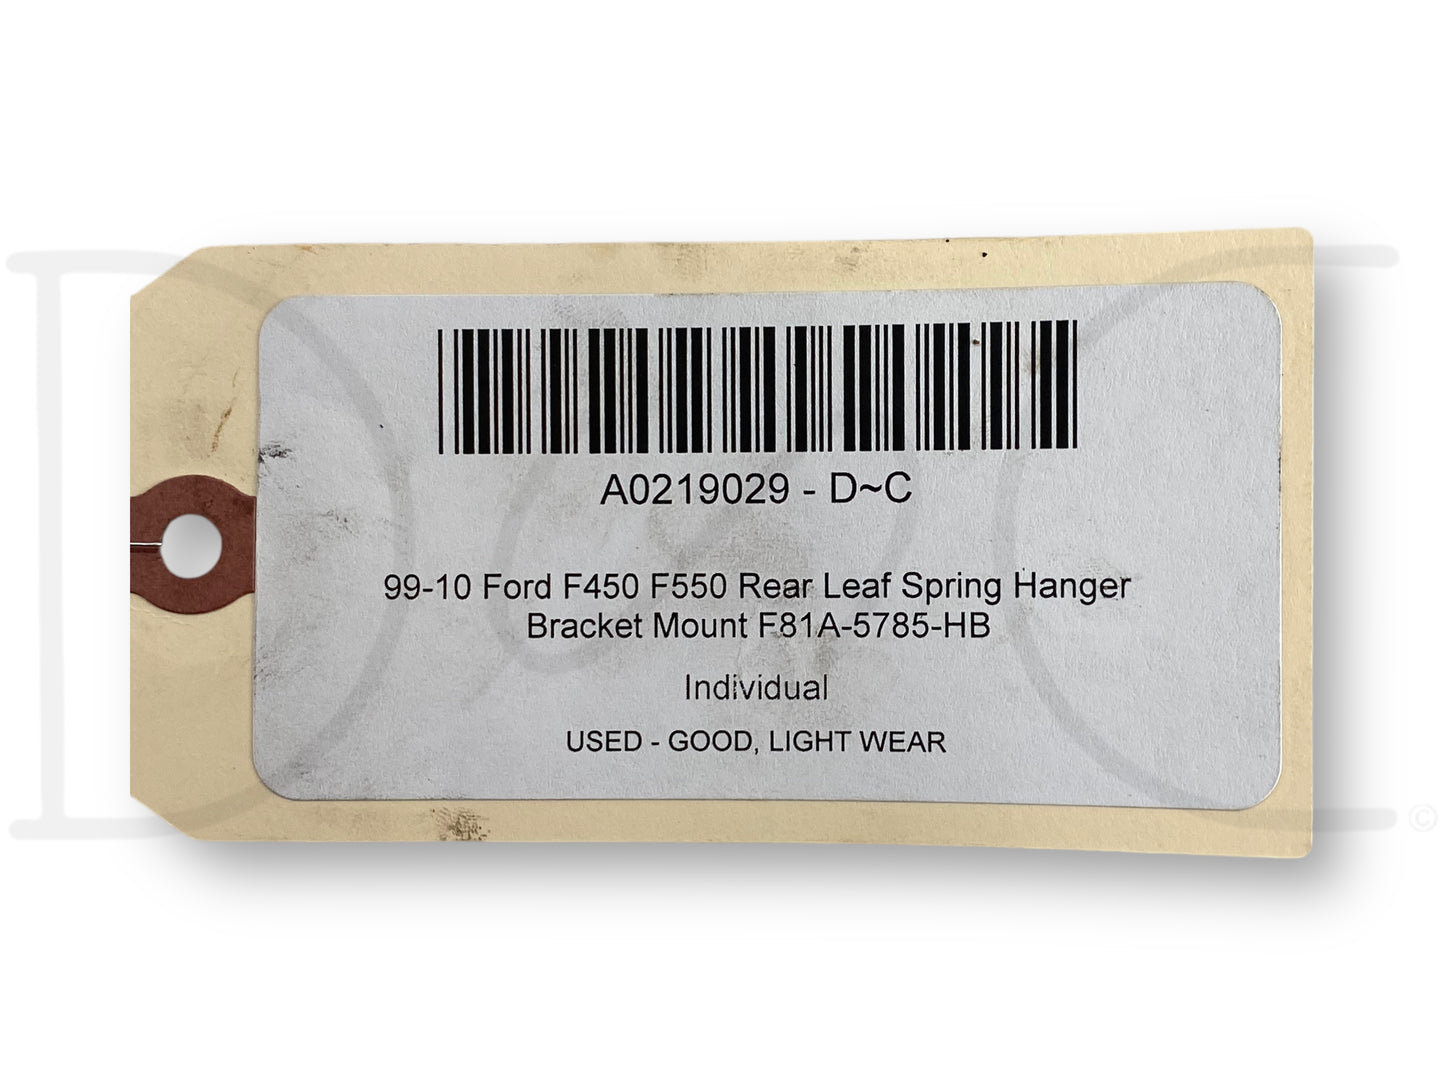 A0219029 - D~C
99-10 Ford F450 F550 Rear Leaf Spring Hanger
Bracket Mount F81A-5785-HB
Individual
USED - GOOD, LIGHT WEAR
D C
©